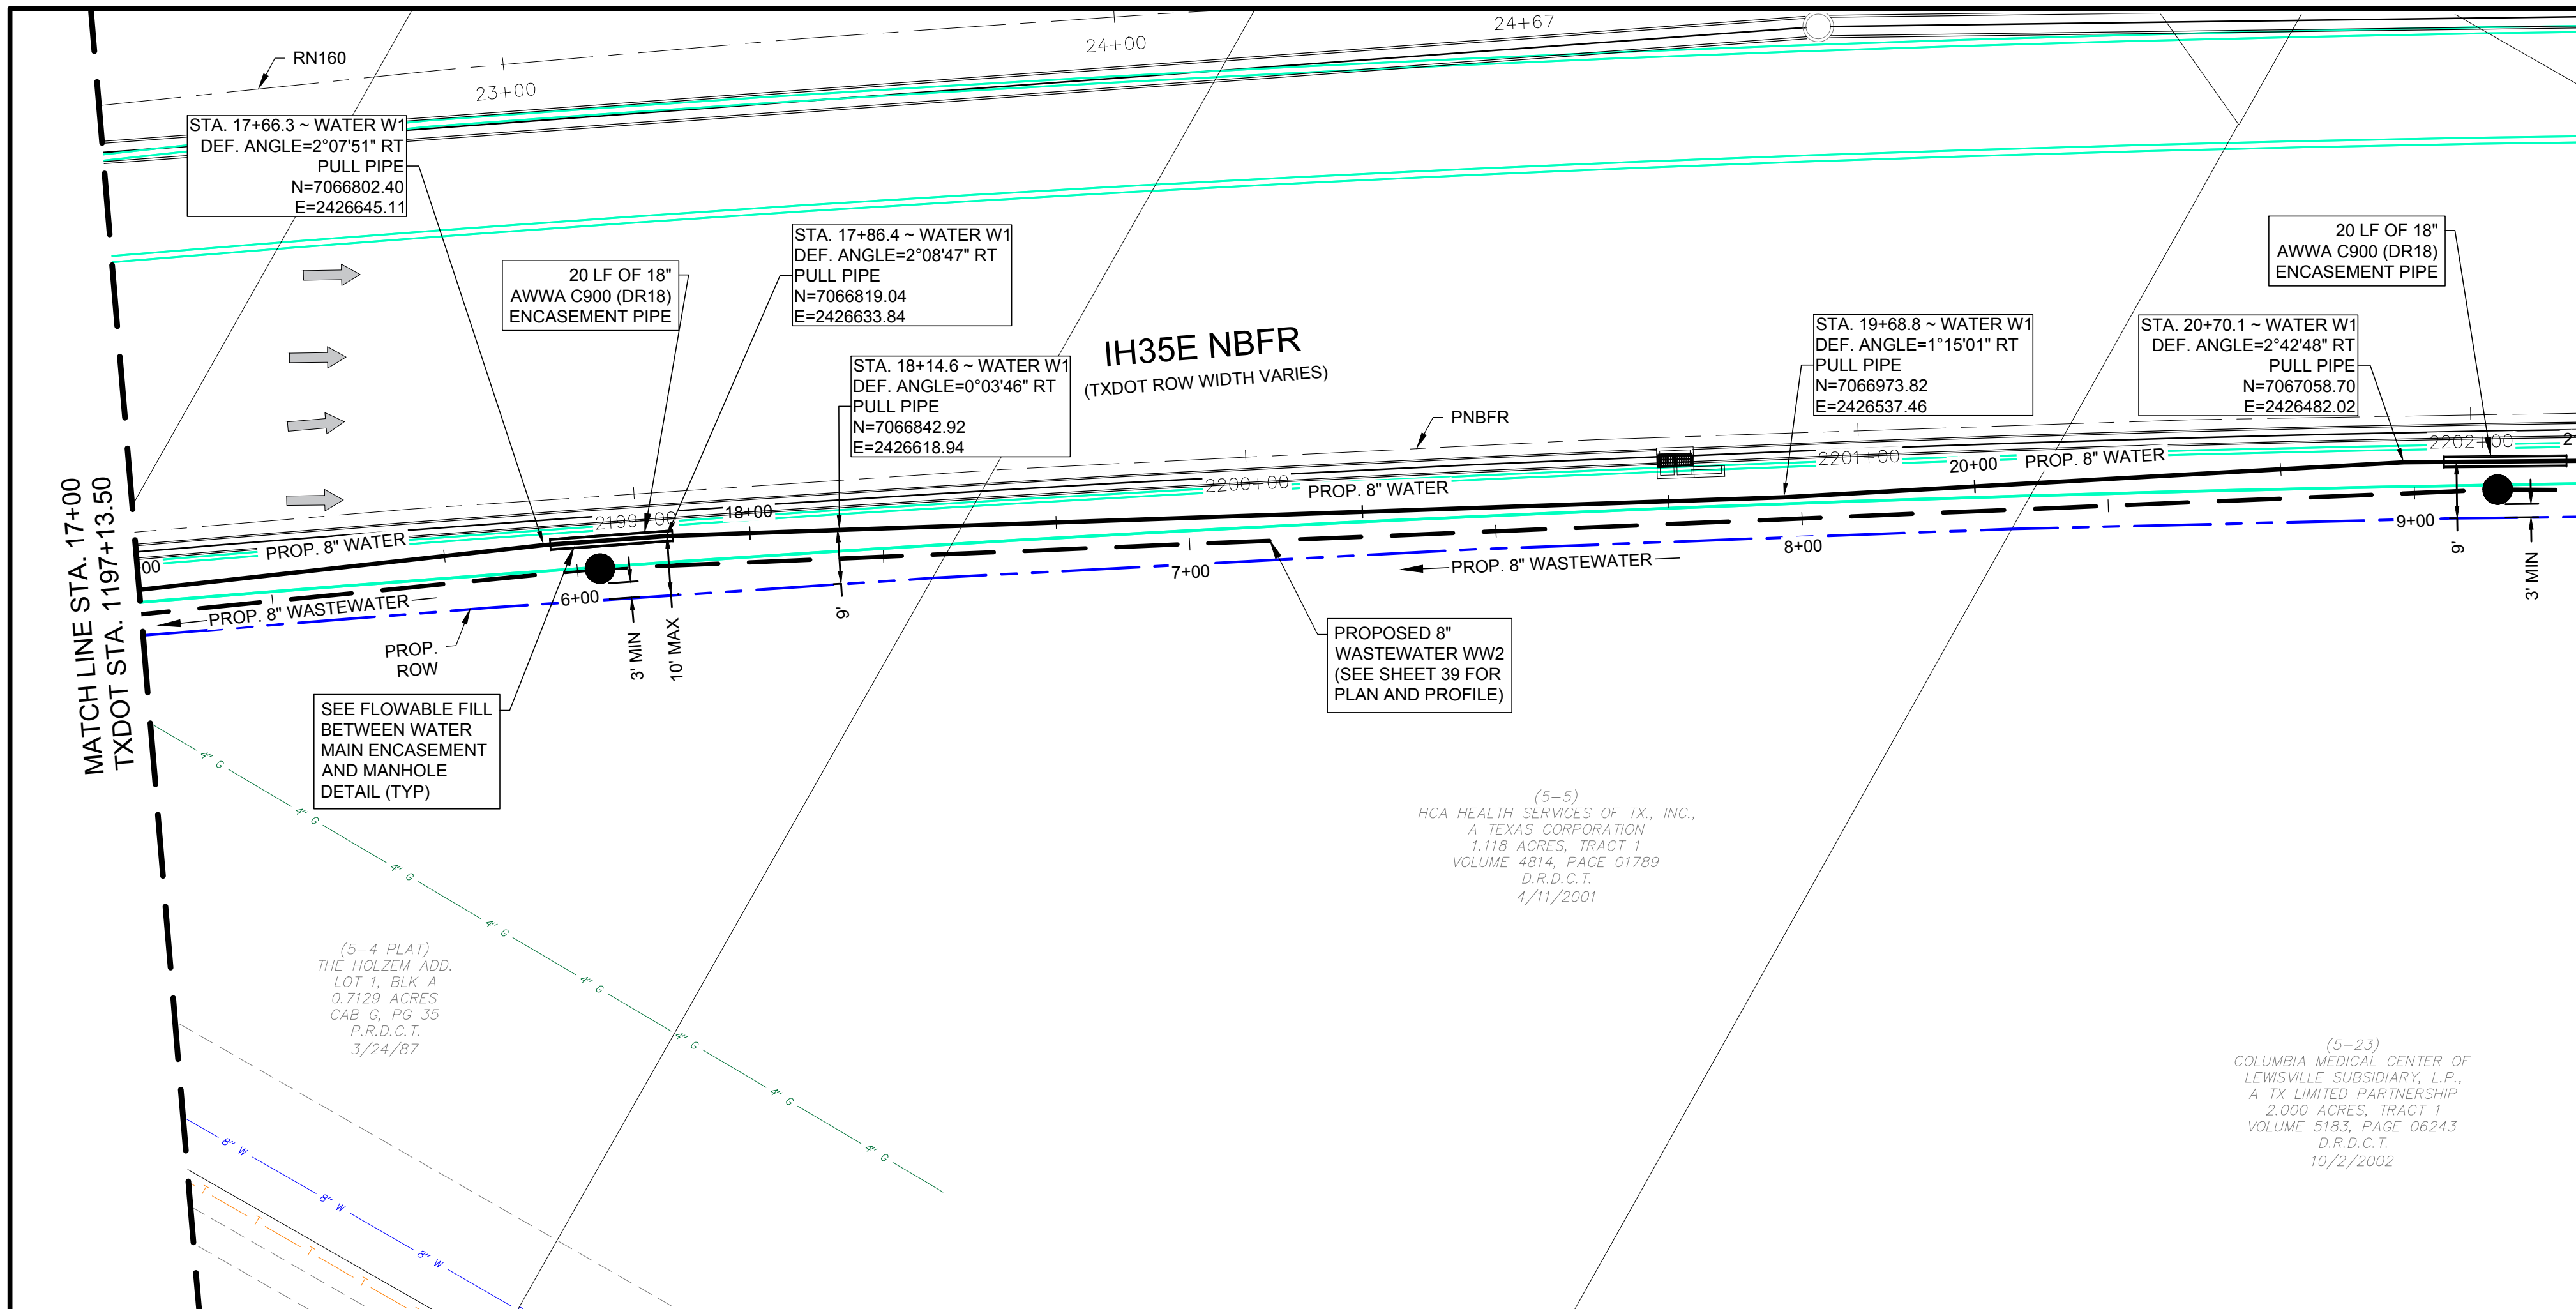 24+67
24+00
23+00
RN160
STA. 17+66.3 ~ WATER W1
DEF. ANGLE=2°07'51" RT
PULL PIPE
N=7066802.40
E=2426645.11
20 LF OF 18"
AWWA C900 (DR18)
ENCASEMENT PIPE
STA. 17+86.4 ~ WATER W1
DEF. ANGLE=2°08'47" RT
PULL PIPE
N=7066819.04
E=2426633.84
STA. 18+14.6 ~ WATER W1
DEF. ANGLE=0°03'46" RT
PULL PIPE
N=7066842.92
E=2426618.94
IH35E NBFR
(TXDOT ROW WIDTH VARIES)
PNBFR
STA. 19+68.8 ~ WATER W1
DEF. ANGLE=1°15'01" RT
PULL PIPE
N=7066973.82
E=2426537.46
STA. 20+70.1 ~ WATER W1
DEF. ANGLE=2°42'48" RT
PULL PIPE
N=7067058.70
E=2426482.02
20 LF OF 18"
AWWA C900 (DR18)
ENCASEMENT PIPE
MATCH LINE STA. 17+00
TXDOT STA. 1197+13.50
00
PROP. 8" WATER
2199+00
18+00
2200+00
PROP. 8" WATER
2201+00
20+00
PROP. 8" WATER
2202+00
2
PROP. 8" WASTEWATER
6+00
7+00
PROP. 8" WASTEWATER
8+00
9+00
3' MIN
10' MAX
9'
9'
3' MIN
PROP.
ROW
SEE FLOWABLE FILL
BETWEEN WATER
MAIN ENCASEMENT
AND MANHOLE
DETAIL (TYP)
PROPOSED 8"
WASTEWATER WW2
(SEE SHEET 39 FOR
PLAN AND PROFILE)
4" G
4" G
4" G
4" G
4" G
4" G
4" G
4" G
(5-4 PLAT)
THE HOLZEM ADD.
LOT 1, BLK A
0.7129 ACRES
CAB G, PG 35
P.R.D.C.T.
3/24/87
(5-5)
HCA HEALTH SERVICES OF TX., INC.,
A TEXAS CORPORATION
1.118 ACRES, TRACT 1
VOLUME 4814, PAGE 01789
D.R.D.C.T.
4/11/2001
(5-23)
COLUMBIA MEDICAL CENTER OF
LEWISVILLE SUBSIDIARY, L.P.,
A TX LIMITED PARTNERSHIP
2.000 ACRES, TRACT 1
VOLUME 5183, PAGE 06243
D.R.D.C.T.
10/2/2002
8" W
8" W
8" W
T
T
T
T